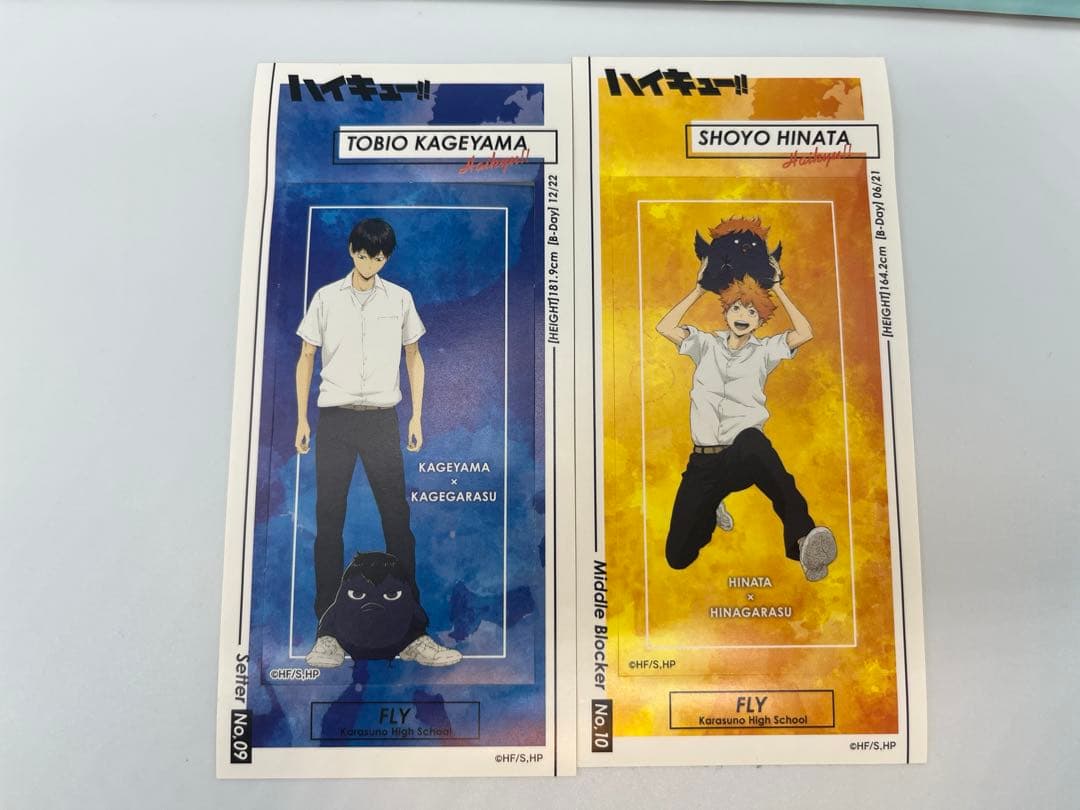 ハイキュー!!
TOBIO KAGEYAMA
Haikyu!!
[HEIGHT]181.9cm [B-Day] 12/22
KAGEYAMA
×
KAGEGARASU
©HF/S,HP
Setter No,09
FLY
Karasuno High School
©HF/S,HP
ハイキュー!!
SHOYO HINATA
Haikyu!!
[HEIGHT]164.2cm [B-Day] 06/21
HINATA
×
HINAGARASU
©HF/S,HP
Middle Blocker No,10
FLY
Karasuno High School
©HF/S,HP